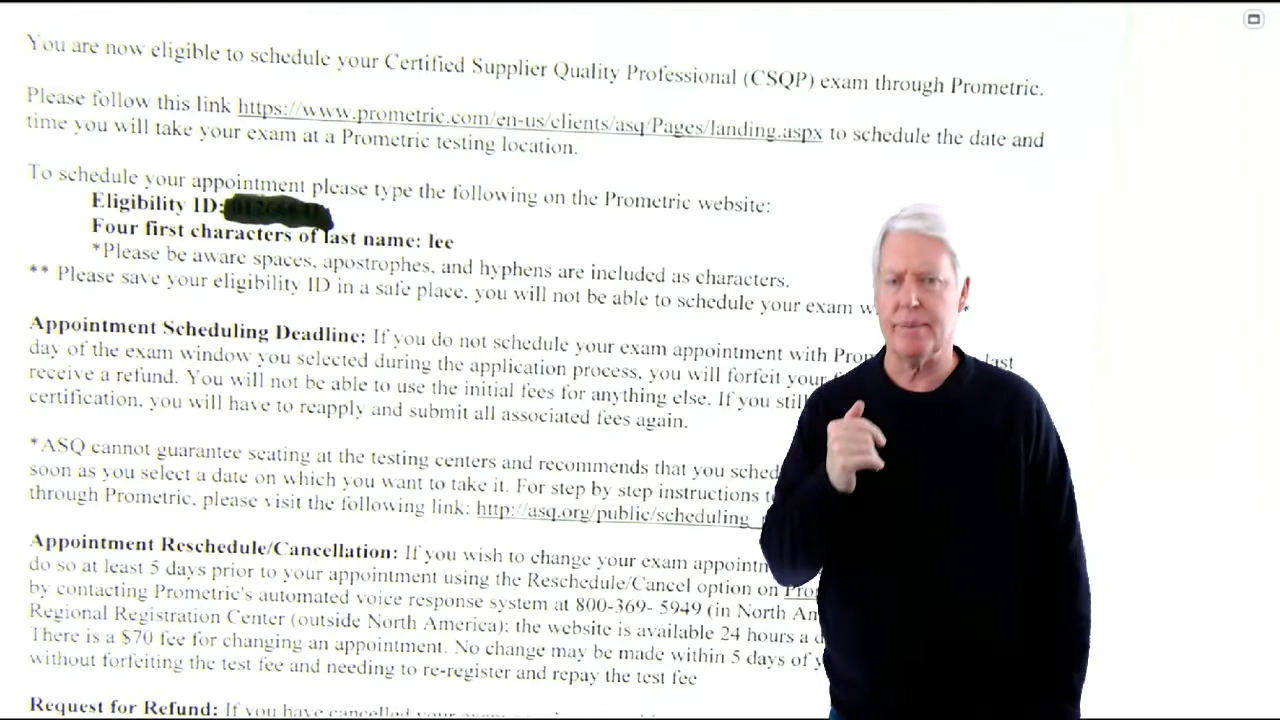 You are now eligible to schedule your Certified Supplier Quality Professional (CSQP) exam through Prometric.
Please follow this link https://www.prometric.com/en-us/clients/asq/Pages/landing.aspx to schedule the date and
time you will take your exam at a Prometric testing location.
To schedule your appointment please type the following on the Prometric website:
Eligibility ID:
Four first characters of last name: lee
*Please be aware spaces, apostrophes, and hyphens are included as characters.
** Please save your eligibility ID in a safe place, you will not be able to schedule your exam w
Appointment Scheduling Deadline: If you do not schedule your exam appointment with Pro last
day of the exam window you selected during the application process, you will forfeit your
receive a refund. You will not be able to use the initial fees for anything else. If you still
certification, you will have to reapply and submit all associated fees again.
*ASQ cannot guarantee seating at the testing centers and recommends that you sched
soon as you select a date on which you want to take it. For step by step instructions
through Prometric, please visit the following link: http://asq.org/public/scheduling_
Appointment Reschedule/Cancellation: If you wish to change your exam appointm
do so at least 5 days prior to your appointment using the Reschedule/Cancel option on Pro
by contacting Prometric's automated voice response system at 800-369- 5949 (in North Am
Regional Registration Center (outside North America); the website is available 24 hours a d
There is a $70 fee for changing an appointment. No change may be made within 5 days of y
without forfeiting the test fee and needing to re-register and repay the test fee
Request for Refund: If you have cancelled your exam